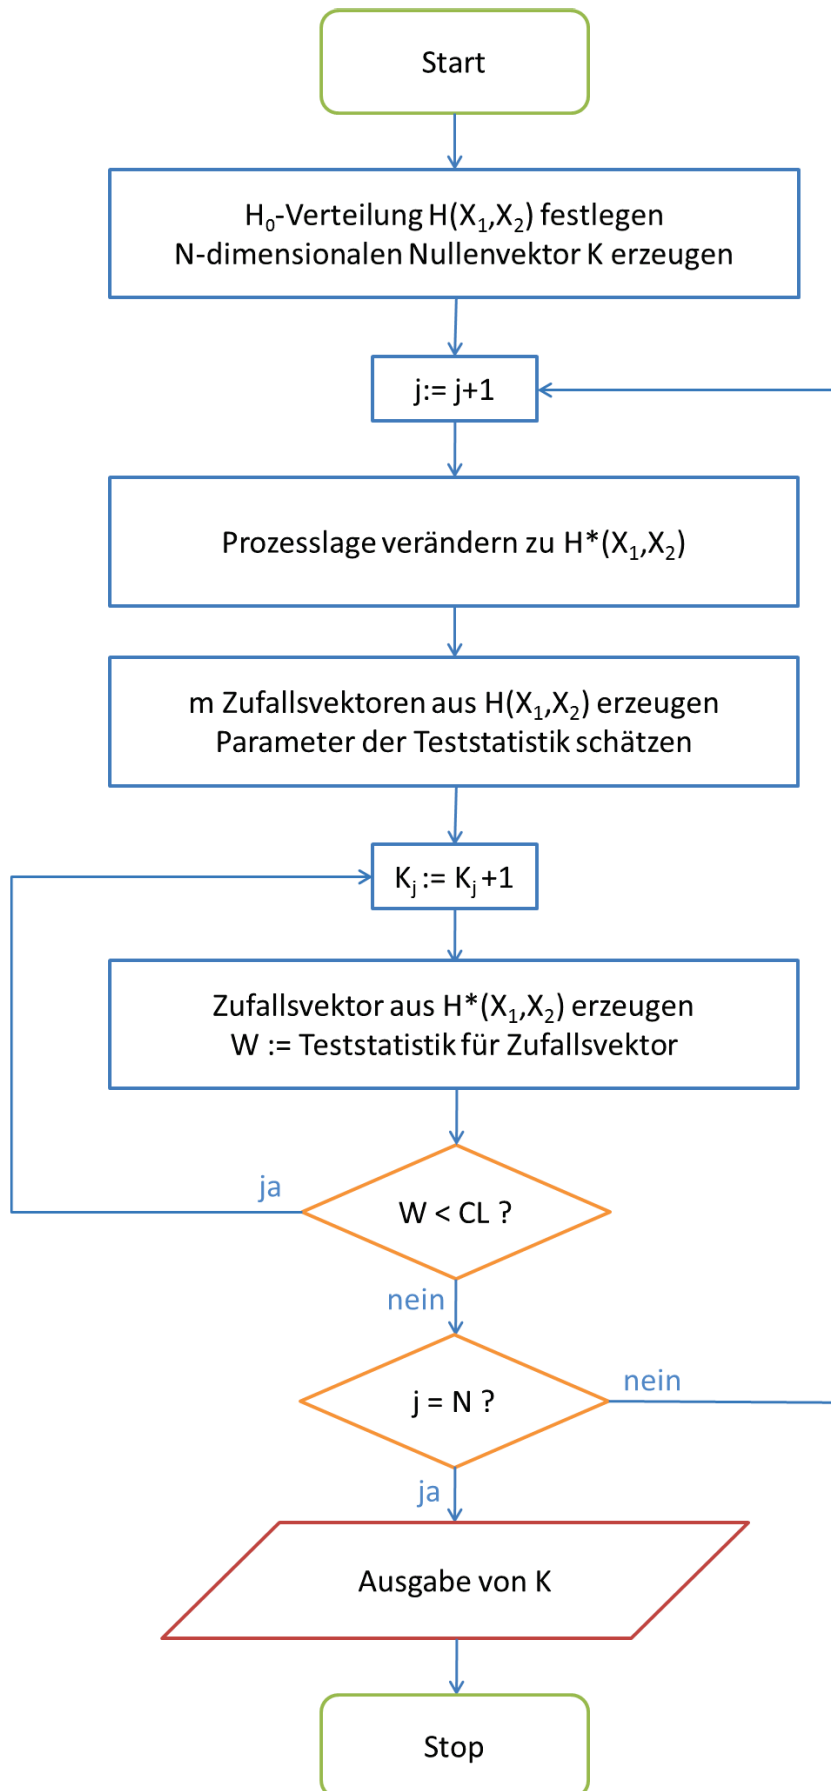 Start
H₀-Verteilung H(X₁,X₂) festlegen
N-dimensionalen Nullenvektor K erzeugen
j:= j+1
Prozesslage verändern zu H*(X₁,X₂)
m Zufallsvektoren aus H(X₁,X₂) erzeugen
Parameter der Teststatistik schätzen
Kⱼ := Kⱼ +1
Zufallsvektor aus H*(X₁,X₂) erzeugen
W := Teststatistik für Zufallsvektor
ja
W < CL ?
nein
j = N ?
nein
ja
Ausgabe von K
Stop